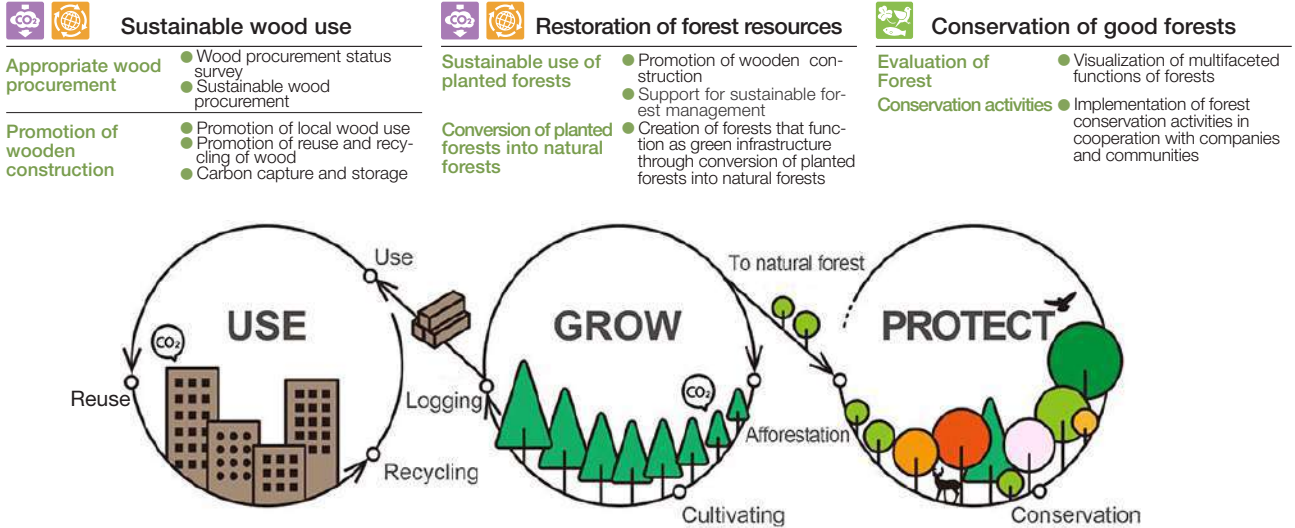 CO₂
Sustainable wood use
Appropriate wood
procurement
● Wood procurement status
survey
● Sustainable wood
procurement
Promotion of
wooden
construction
● Promotion of local wood use
● Promotion of reuse and recy-
cling of wood
● Carbon capture and storage
CO₂
Restoration of forest resources
Sustainable use of
planted forests
● Promotion of wooden con-
struction
● Support for sustainable for-
est management
Conversion of planted
forests into natural
forests
● Creation of forests that func-
tion as green infrastructure
through conversion of planted
forests into natural forests
Conservation of good forests
Evaluation of
Forest
● Visualization of multifaceted
functions of forests
Conservation activities
● Implementation of forest
conservation activities in
cooperation with companies
and communities
Use
USE
CO₂
Reuse
Recycling
Logging
GROW
CO₂
Afforestation
Cultivating
To natural forest
PROTECT
Conservation